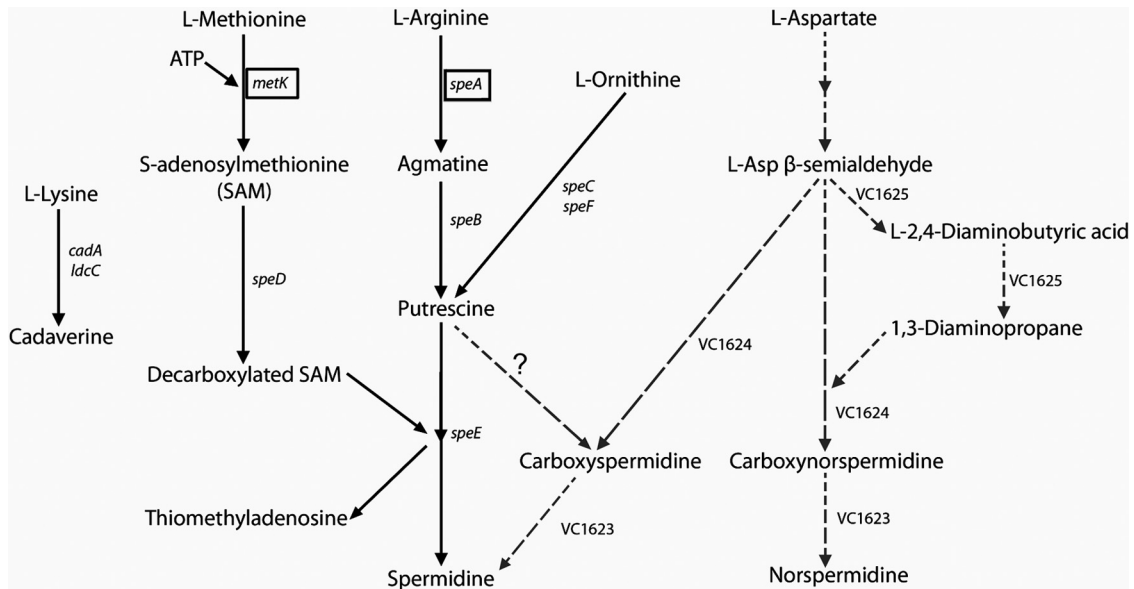 L-Methionine
L-Arginine
L-Aspartate
ATP
metK
speA
L-Ornithine
S-adenosylmethionine
(SAM)
Agmatine
L-Asp β-semialdehyde
L-Lysine
speC
speF
VC1625
cadA
ldcC
speB
L-2,4-Diaminobutyric acid
speD
VC1625
Putrescine
Cadaverine
1,3-Diaminopropane
?
VC1624
Decarboxylated SAM
VC1624
speE
Carboxyspermidine
Carboxynorspermidine
Thiomethyladenosine
VC1623
VC1623
Spermidine
Norspermidine